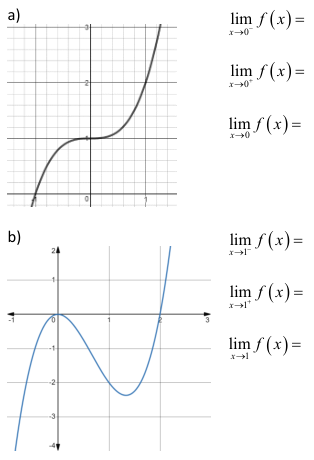 a)
lim x→0⁻ f(x) =
lim x→0⁺ f(x) =
lim x→0 f(x) =
3
2
1
0
-1 1
b)
lim x→1⁻ f(x) =
lim x→1⁺ f(x) =
lim x→1 f(x) =
2
1
-1 0 1 2 3
-1
-2
-3
-4